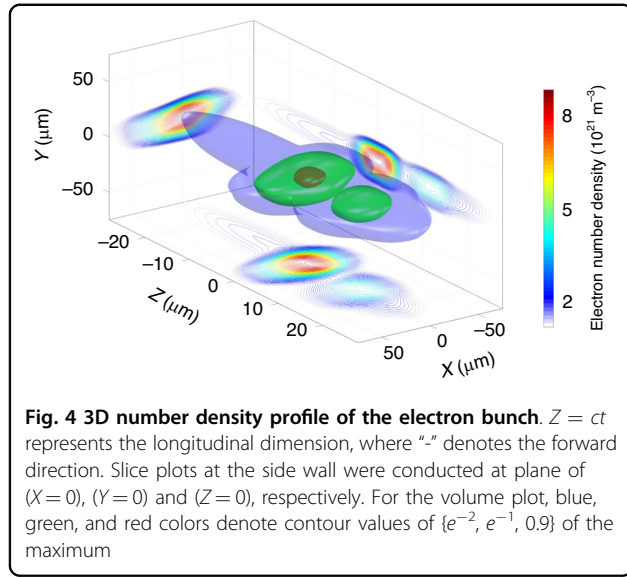 50
0
−50
Y (μm)
−20
−10
0
10
20
Z (μm)
50
0
−50
X (μm)
8
5
2
Electron number density (10²¹ m⁻³)
Fig. 4 3D number density profile of the electron bunch. Z = ct
represents the longitudinal dimension, where “-” denotes the forward
direction. Slice plots at the side wall were conducted at plane of
(X = 0), (Y = 0) and (Z = 0), respectively. For the volume plot, blue,
green, and red colors denote contour values of {e⁻², e⁻¹, 0.9} of the
maximum